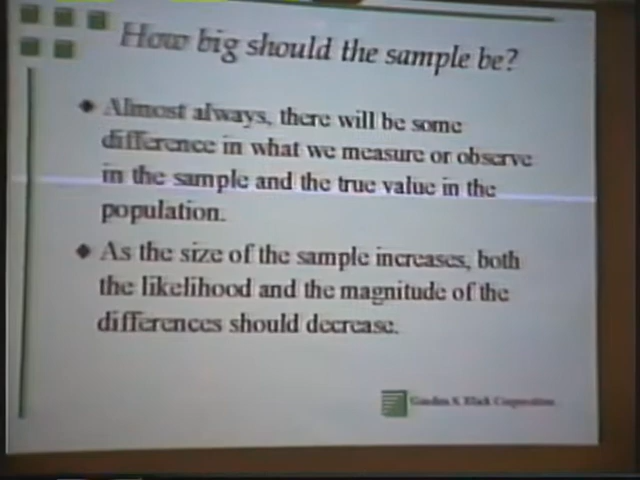 How big should the sample be?
Almost always, there will be some
difference in what we measure or observe
in the sample and the true value in the
population.
As the size of the sample increases, both
the likelihood and the magnitude of the
differences should decrease.
Corporation